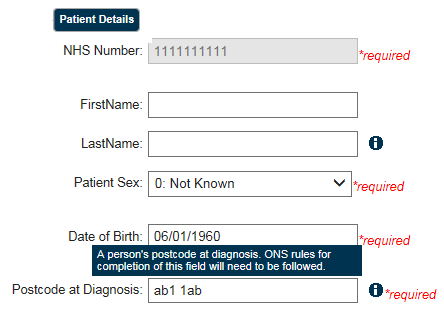 Patient Details
NHS Number: 1111111111 *required
FirstName:
LastName: i
Patient Sex: 0: Not Known *required
Date of Birth: 06/01/1960 *required
A person's postcode at diagnosis. ONS rules for
completion of this field will need to be followed.
Postcode at Diagnosis: ab1 1ab i *required